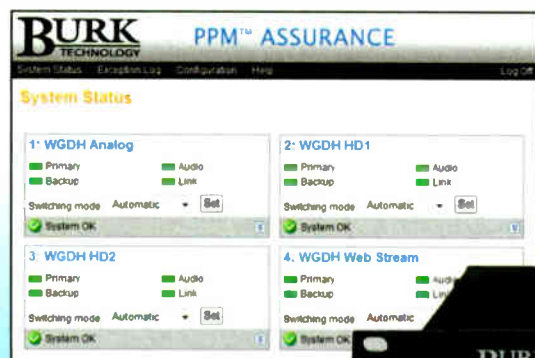 BURK TECHNOLOGY
PPM™ ASSURANCE
System Status Exception Log Configuration Help Log Off
System Status
1: WGDH Analog
Primary Audio
Backup Link
Switching mode Automatic Set
System OK
2: WGDH HD1
Primary Audio
Backup Link
Switching mode Automatic Set
System OK
3: WGDH HD2
Primary Audio
Backup Link
Switching mode Automatic Set
System OK
4. WGDH Web Stream
Primary
Backup
Switching mode Automatic
System OK
BUR